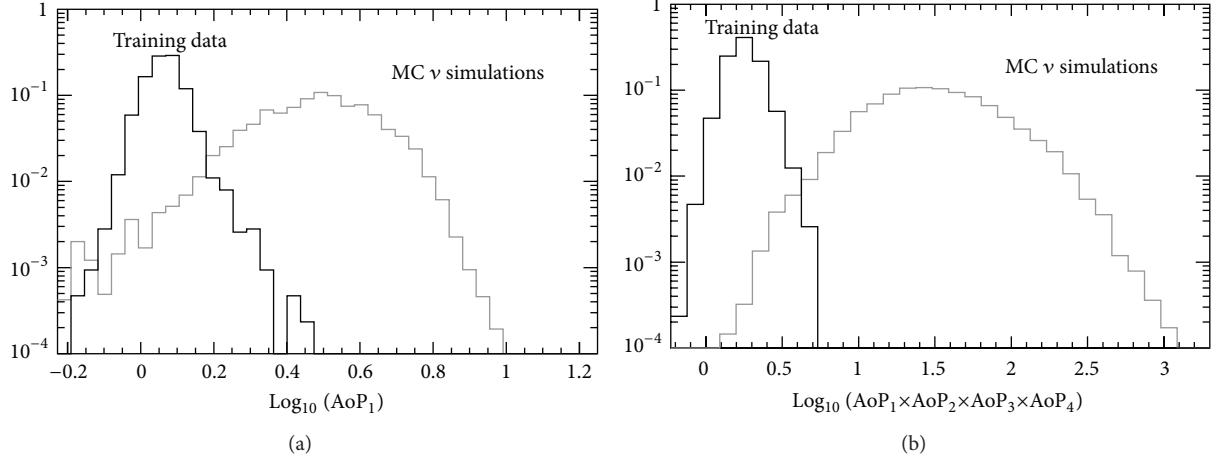 1
10⁻¹
10⁻²
10⁻³
10⁻⁴
Training data
MC ν simulations
−0.2 0 0.2 0.4 0.6 0.8 1 1.2
Log₁₀ (AoP₁)
(a)
1
10⁻¹
10⁻²
10⁻³
10⁻⁴
Training data
MC ν simulations
0 0.5 1 1.5 2 2.5 3
Log₁₀ (AoP₁×AoP₂×AoP₃×AoP₄)
(b)